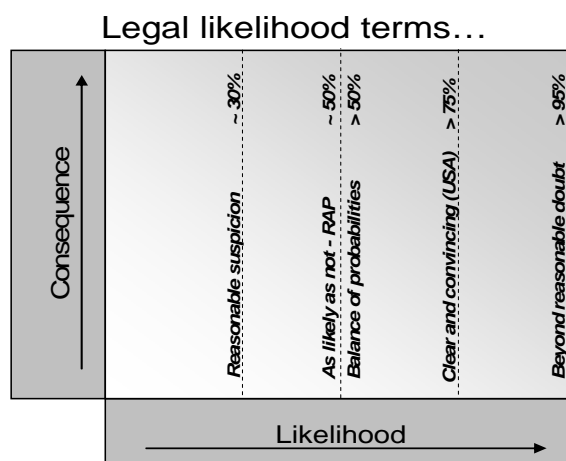 Legal likelihood terms…
Consequence
Reasonable suspicion ~ 30%
As likely as not - RAP ~ 50%
Balance of probabilities > 50%
Clear and convincing (USA) > 75%
Beyond reasonable doubt > 95%
Likelihood